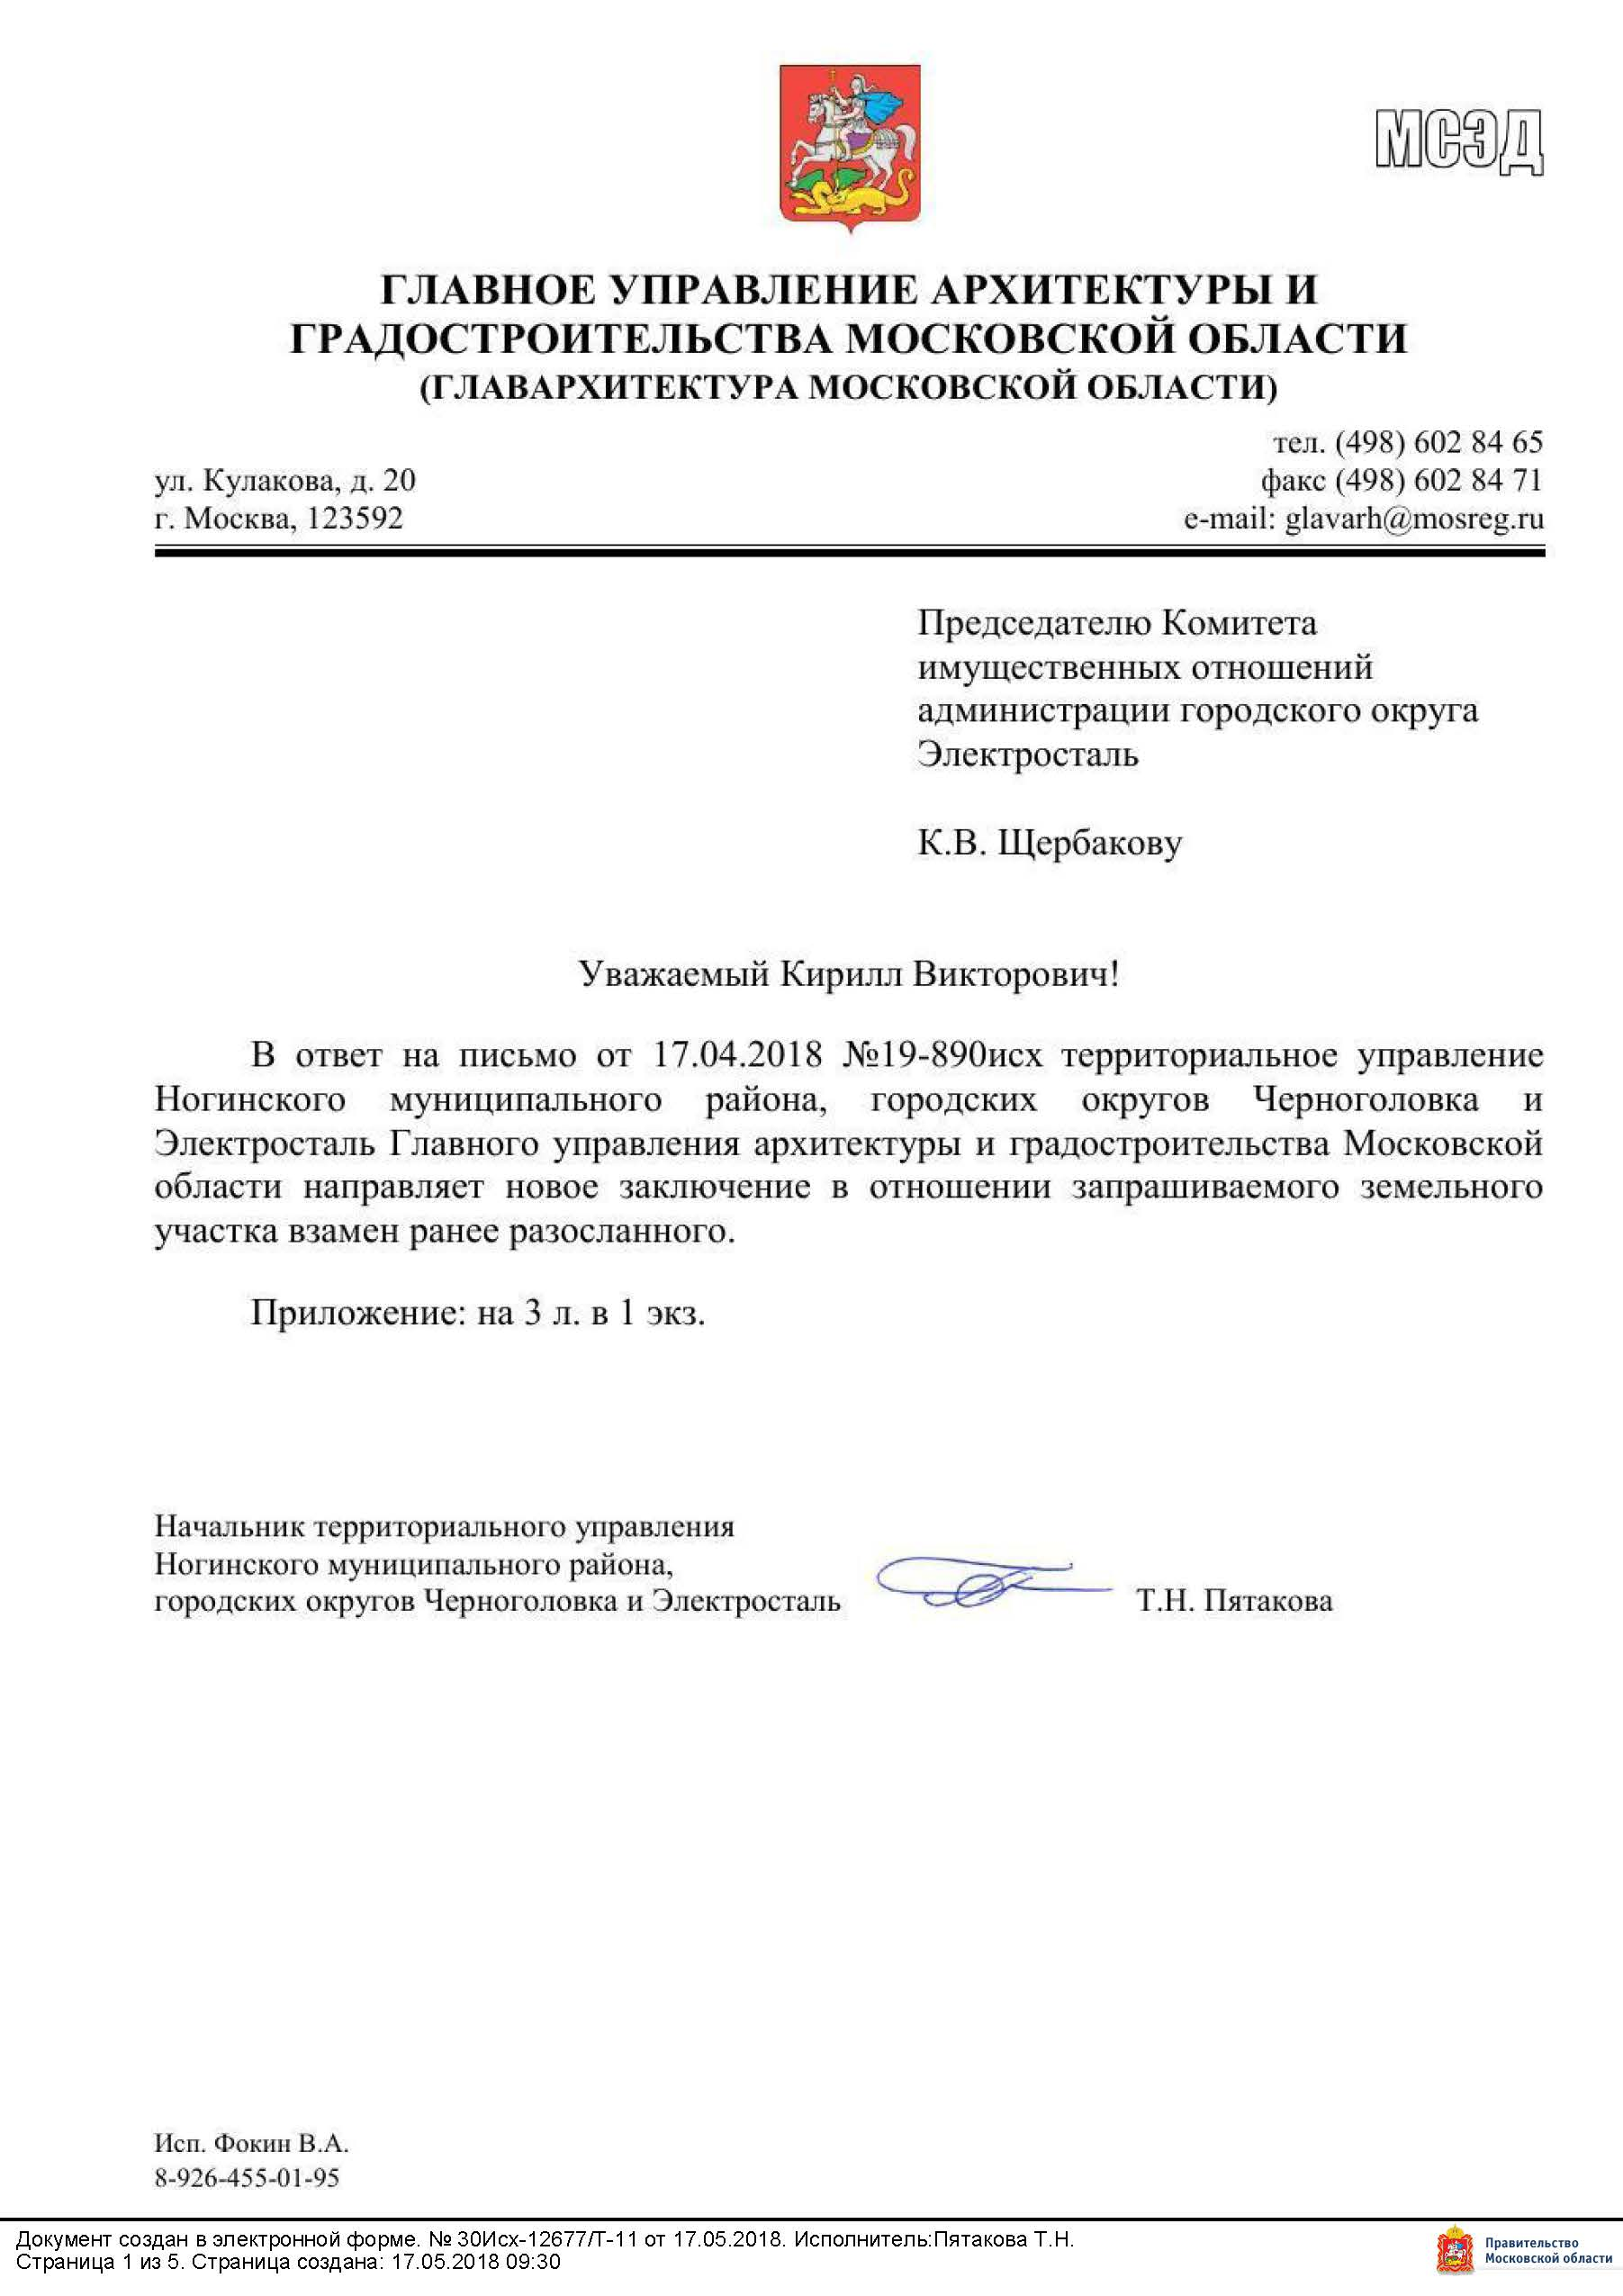 МСЭД
ГЛАВНОЕ УПРАВЛЕНИЕ АРХИТЕКТУРЫ И
ГРАДОСТРОИТЕЛЬСТВА МОСКОВСКОЙ ОБЛАСТИ
(ГЛАВАРХИТЕКТУРА МОСКОВСКОЙ ОБЛАСТИ)
тел. (498) 602 84 65
ул. Кулакова, д. 20 факс (498) 602 84 71
г. Москва, 123592 e-mail: glavarh@mosreg.ru
Председателю Комитета
имущественных отношений
администрации городского округа
Электросталь
К.В. Щербакову
Уважаемый Кирилл Викторович!
В ответ на письмо от 17.04.2018 №19-890исх территориальное управление
Ногинского муниципального района, городских округов Черноголовка и
Электросталь Главного управления архитектуры и градостроительства Московской
области направляет новое заключение в отношении запрашиваемого земельного
участка взамен ранее разосланного.
Приложение: на 3 л. в 1 экз.
Начальник территориального управления
Ногинского муниципального района,
городских округов Черноголовка и Электросталь Т.Н. Пятакова
Исп. Фокин В.А.
8-926-455-01-95
Документ создан в электронной форме. № 30Исх-12677/Т-11 от 17.05.2018. Исполнитель:Пятакова Т.Н.
Страница 1 из 5. Страница создана: 17.05.2018 09:30
Правительство
Московской области